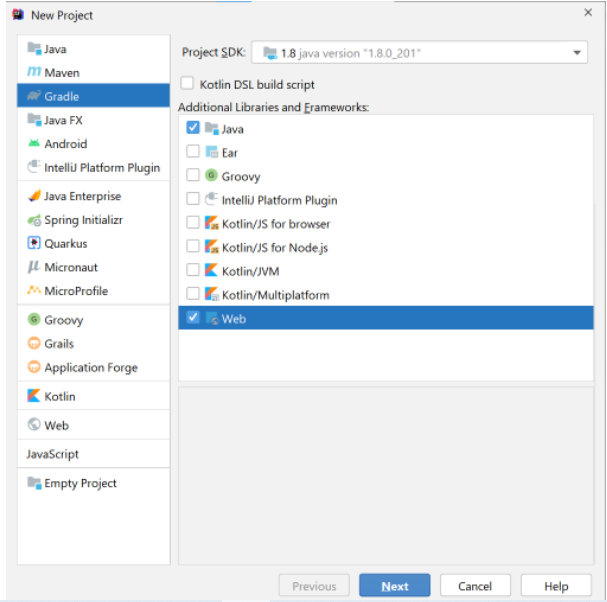 New Project
Java
Maven
Gradle
Java FX
Android
IntelliJ Platform Plugin
Java Enterprise
Spring Initializr
Quarkus
Micronaut
MicroProfile
Groovy
Grails
Application Forge
Kotlin
Web
JavaScript
Empty Project
Project SDK: 1.8 java version "1.8.0_201"
Kotlin DSL build script
Additional Libraries and Frameworks:
Java
Ear
Groovy
IntelliJ Platform Plugin
Kotlin/JS for browser
Kotlin/JS for Node.js
Kotlin/JVM
Kotlin/Multiplatform
Web
Previous Next Cancel Help